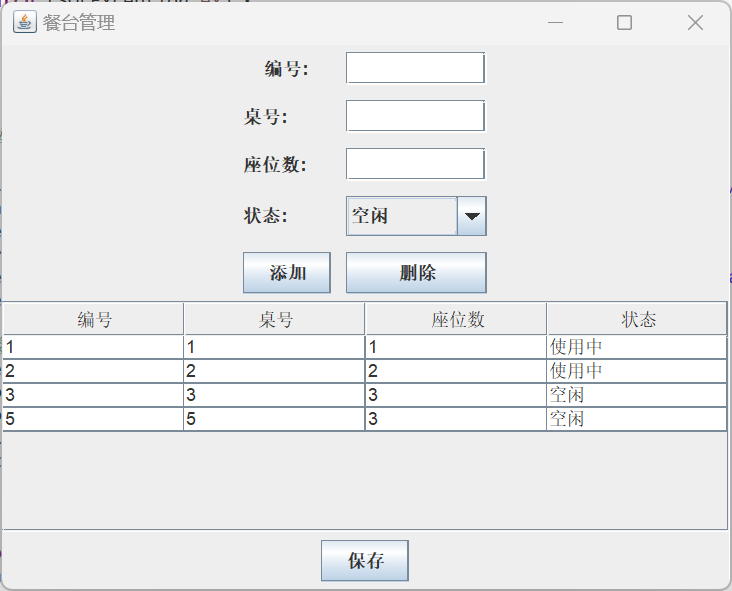 餐台管理
编号:
桌号:
座位数:
状态: 空闲
添加 删除
编号 桌号 座位数 状态
1 1 1 使用中
2 2 2 使用中
3 3 3 空闲
5 5 3 空闲
保存